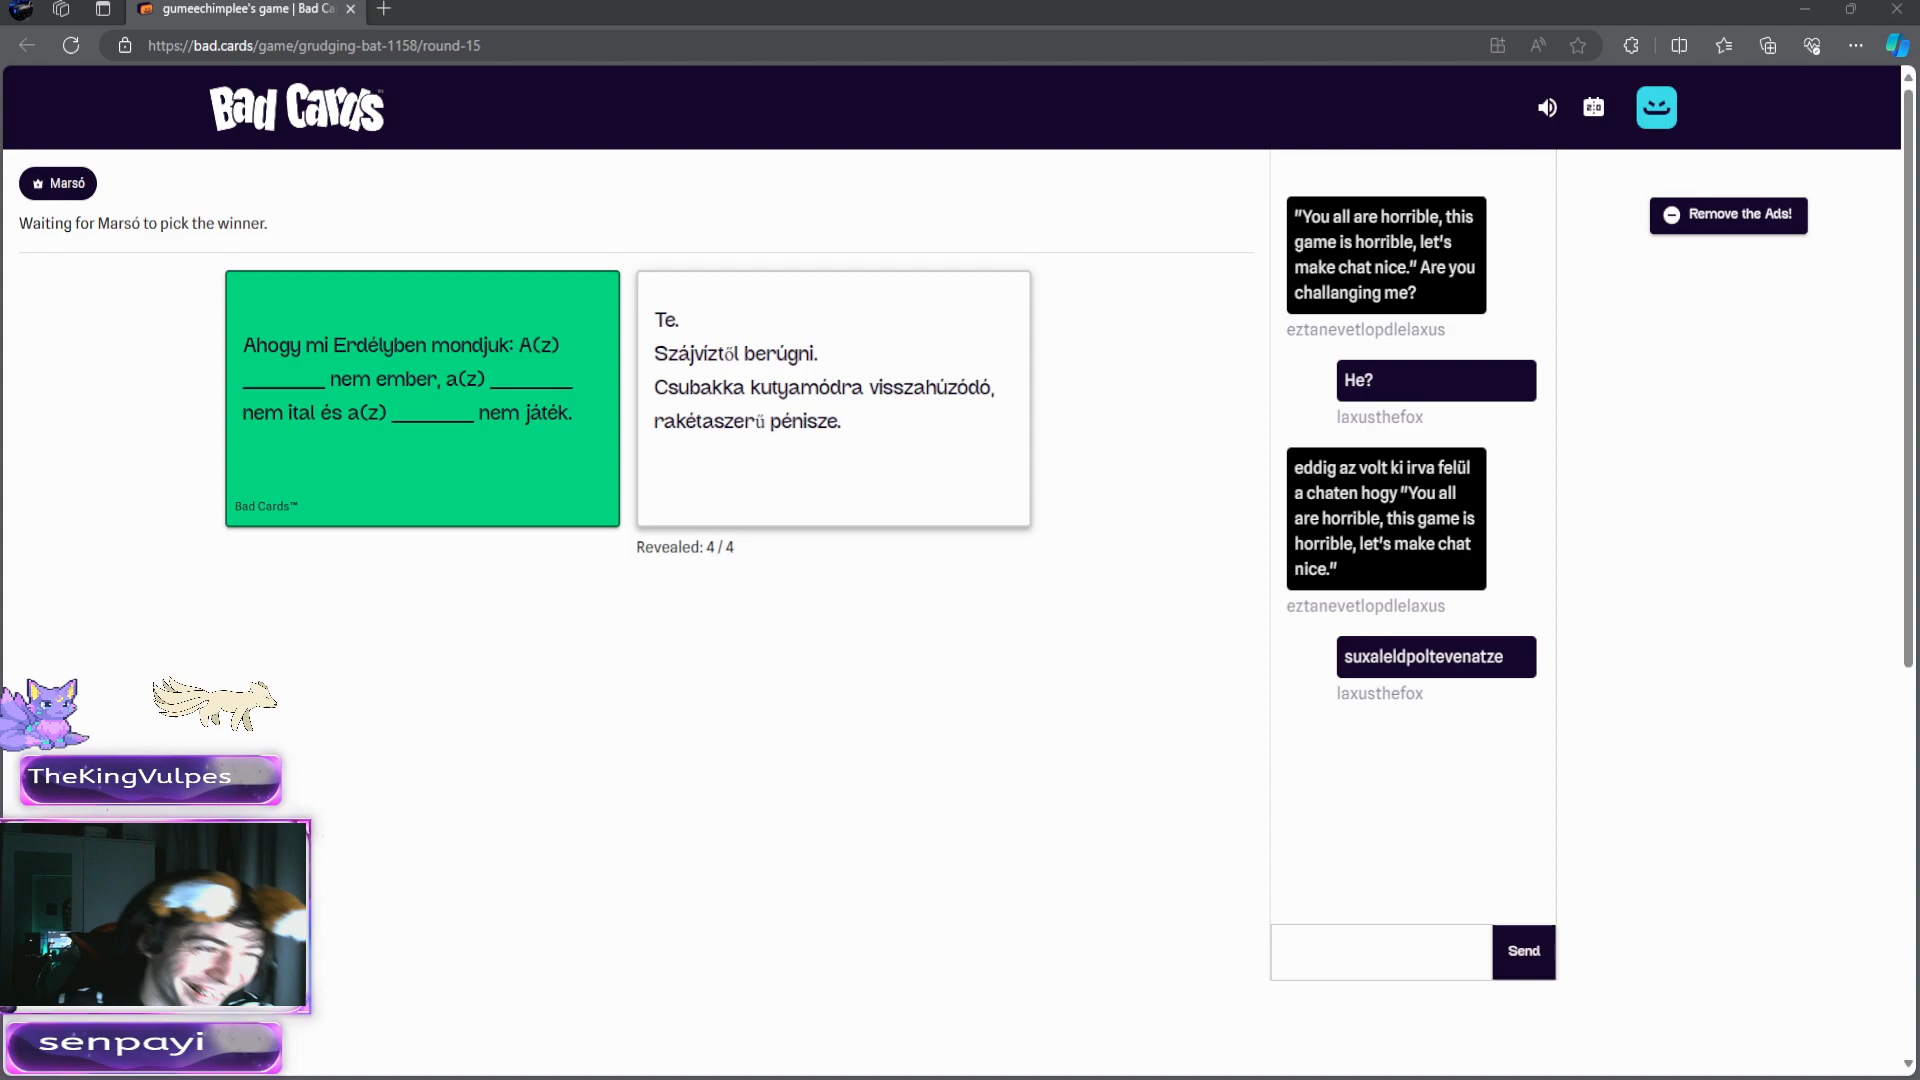 gumeechimplee's game | Bad Ca
https://bad.cards/game/grudging-bat-1158/round-15
Bad Cards
Marsó
Waiting for Marsó to pick the winner.
Ahogy mi Erdélyben mondjuk: A(z)
________ nem ember, a(z) ________
nem ital és a(z) ________ nem játék.
Bad Cards™
Te.
Szájvíztől berúgni.
Csubakka kutyamódra visszahúzódó,
rakétaszerű pénisze.
Revealed: 4 / 4
"You all are horrible, this
game is horrible, let's
make chat nice." Are you
challanging me?
eztanevetlopdlelaxus
He?
laxusthefox
eddig az volt ki irva felül
a chaten hogy "You all
are horrible, this game is
horrible, let's make chat
nice."
eztanevetlopdlelaxus
suxaleldpoltevenatze
laxusthefox
Send
Remove the Ads!
TheKingVulpes
senpayi